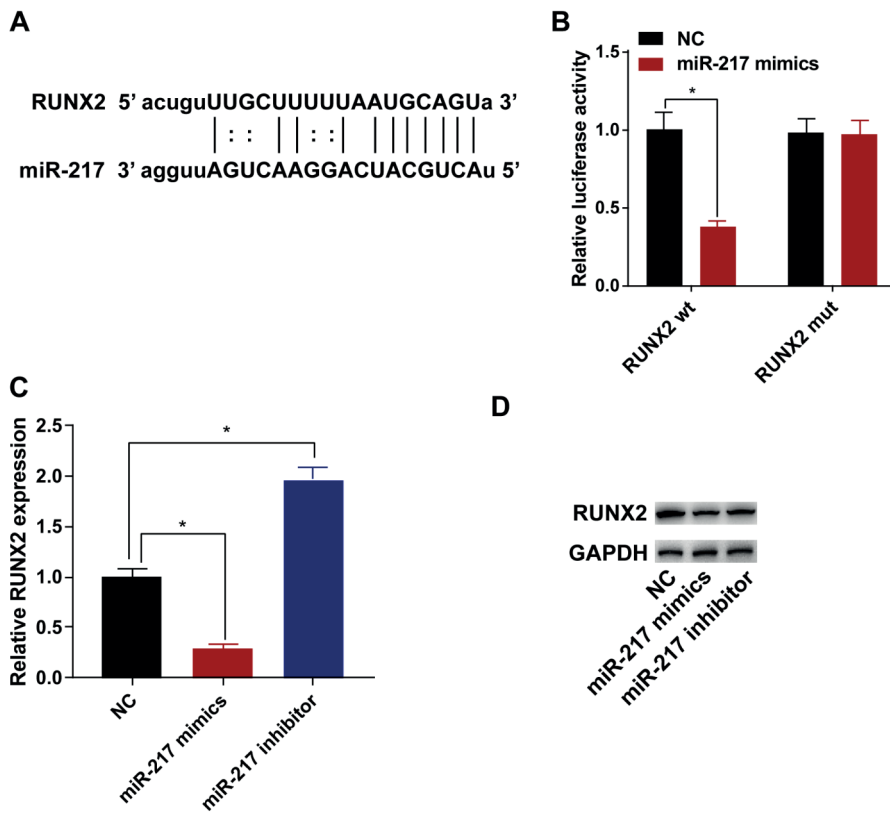 A
RUNX2 5’ acuguUUGCUUUUUAAUGCAGUa 3’
miR-217 3’ agguuAGUCAAGGACUACGUCAu 5’
B
NC
miR-217 mimics
Relative luciferase activity
1.5
1.0
0.5
0.0
*
RUNX2 wt
RUNX2 mut
C
Relative RUNX2 expression
2.5
2.0
1.5
1.0
0.5
0.0
*
*
NC
miR-217 mimics
miR-217 inhibitor
D
RUNX2
GAPDH
NC
miR-217 mimics
miR-217 inhibitor